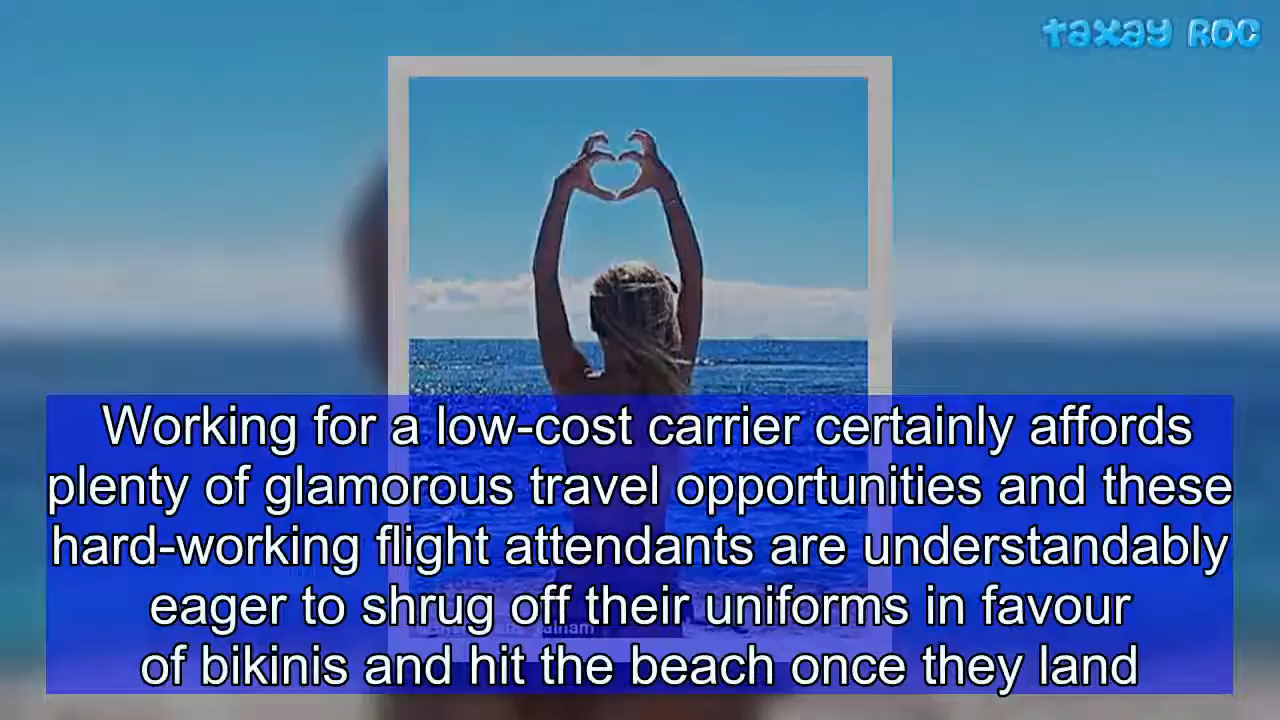 taxay ROC
Working for a low-cost carrier certainly affords
plenty of glamorous travel opportunities and these
hard-working flight attendants are understandably
eager to shrug off their uniforms in favour
of bikinis and hit the beach once they land